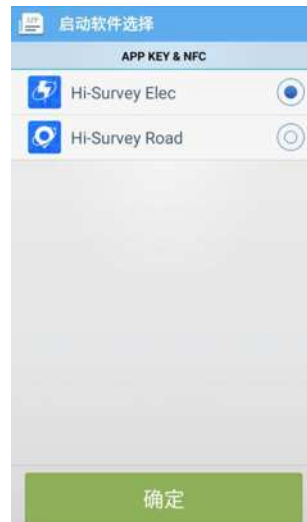 启动软件选择
APP KEY & NFC
Hi-Survey Elec
Hi-Survey Road
确定